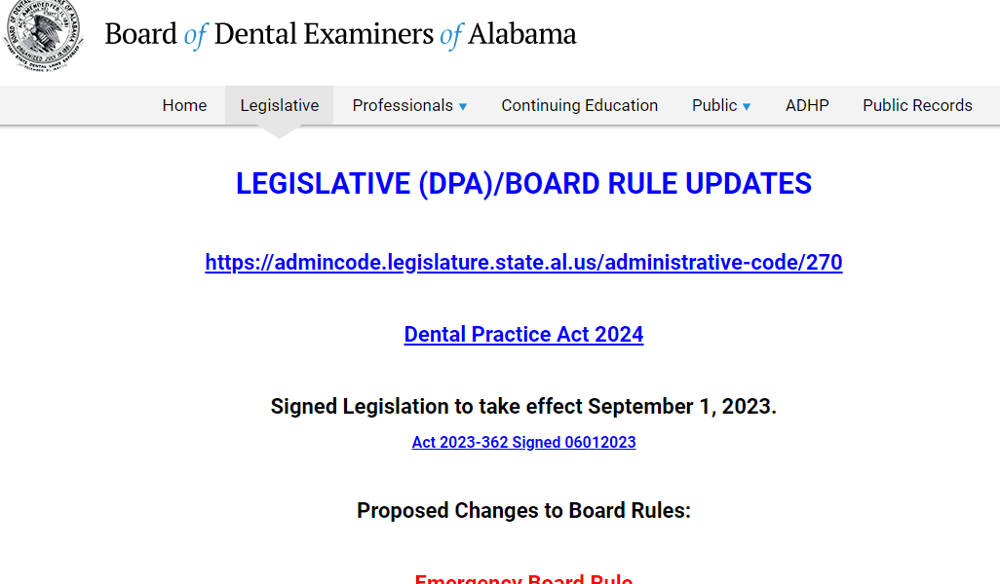 Board of Dental Examiners of Alabama
Home Legislative Professionals Continuing Education Public ADHP Public Records
LEGISLATIVE (DPA)/BOARD RULE UPDATES
https://admincode.legislature.state.al.us/administrative-code/270
Dental Practice Act 2024
Signed Legislation to take effect September 1, 2023.
Act 2023-362 Signed 06012023
Proposed Changes to Board Rules:
Emergency Board Rule